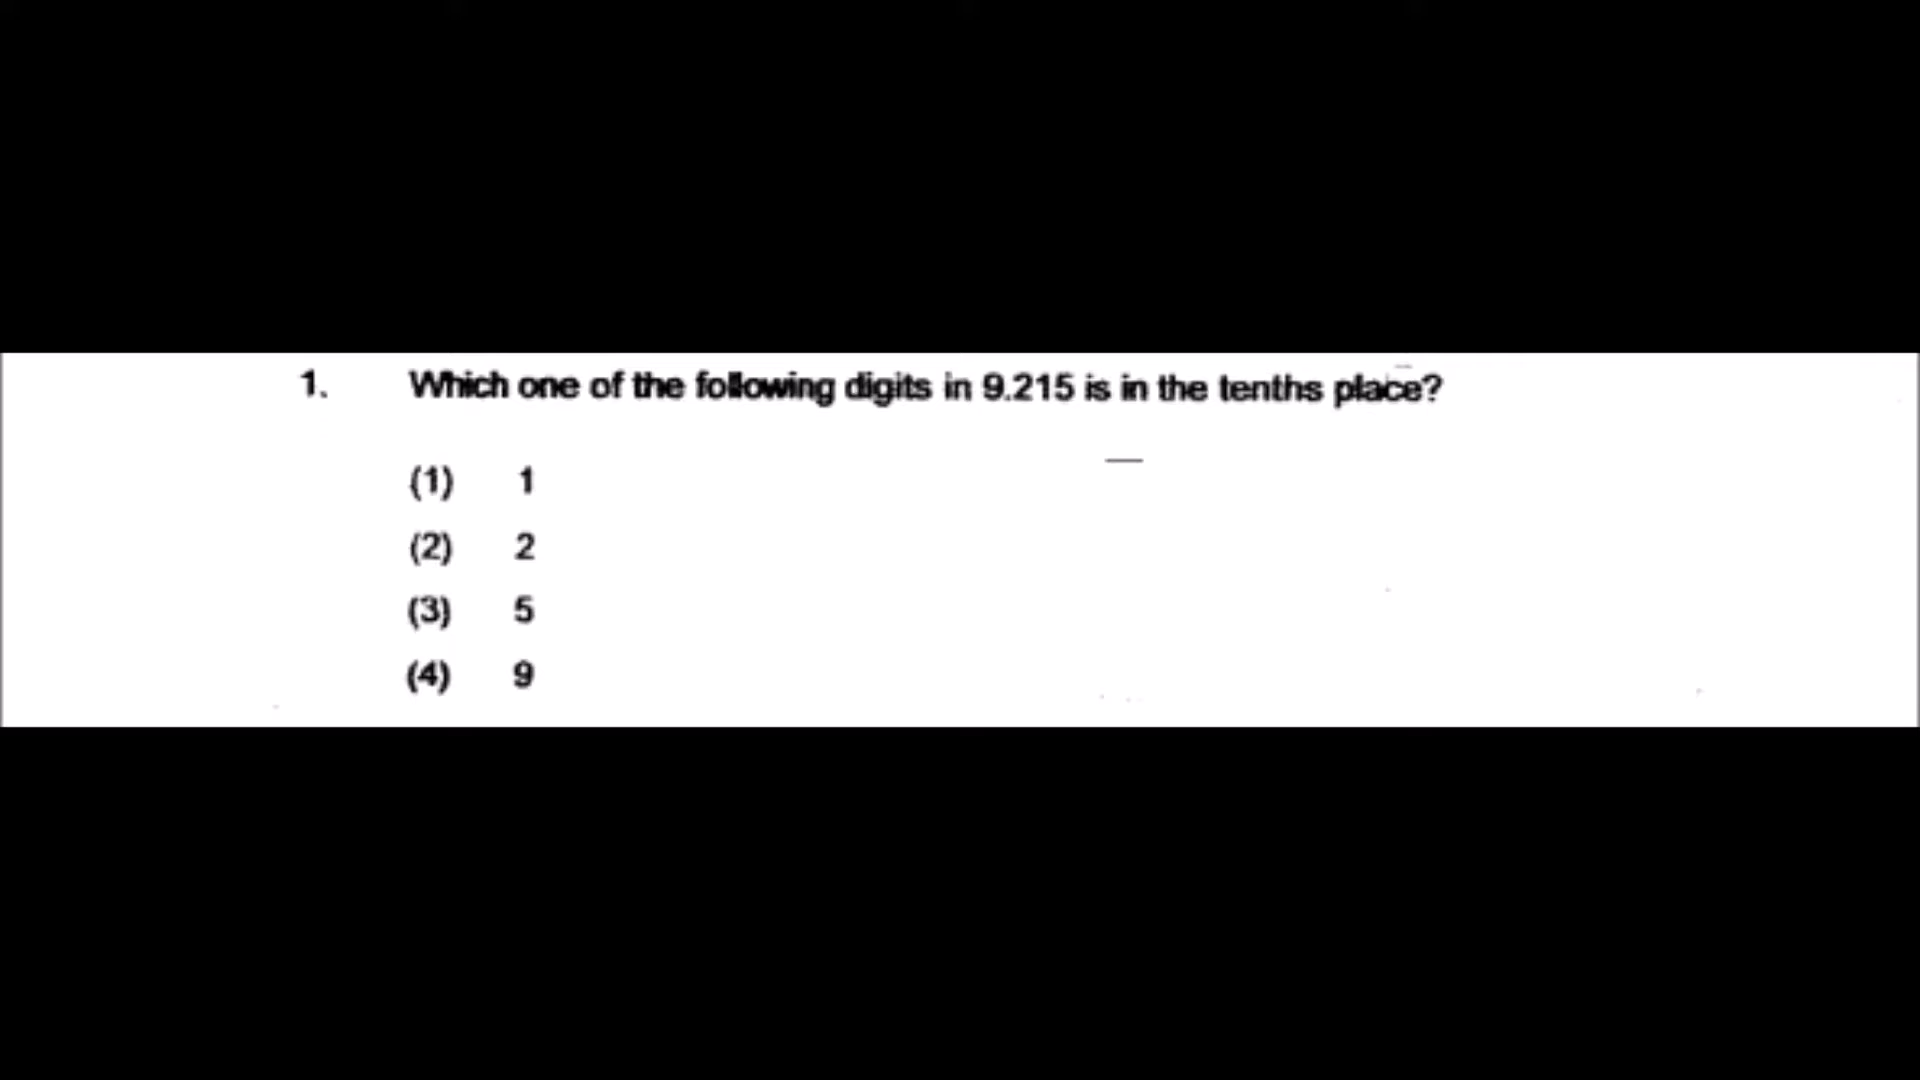 1. Which one of the following digits in 9.215 is in the tenths place?
(1) 1
(2) 2
(3) 5
(4) 9